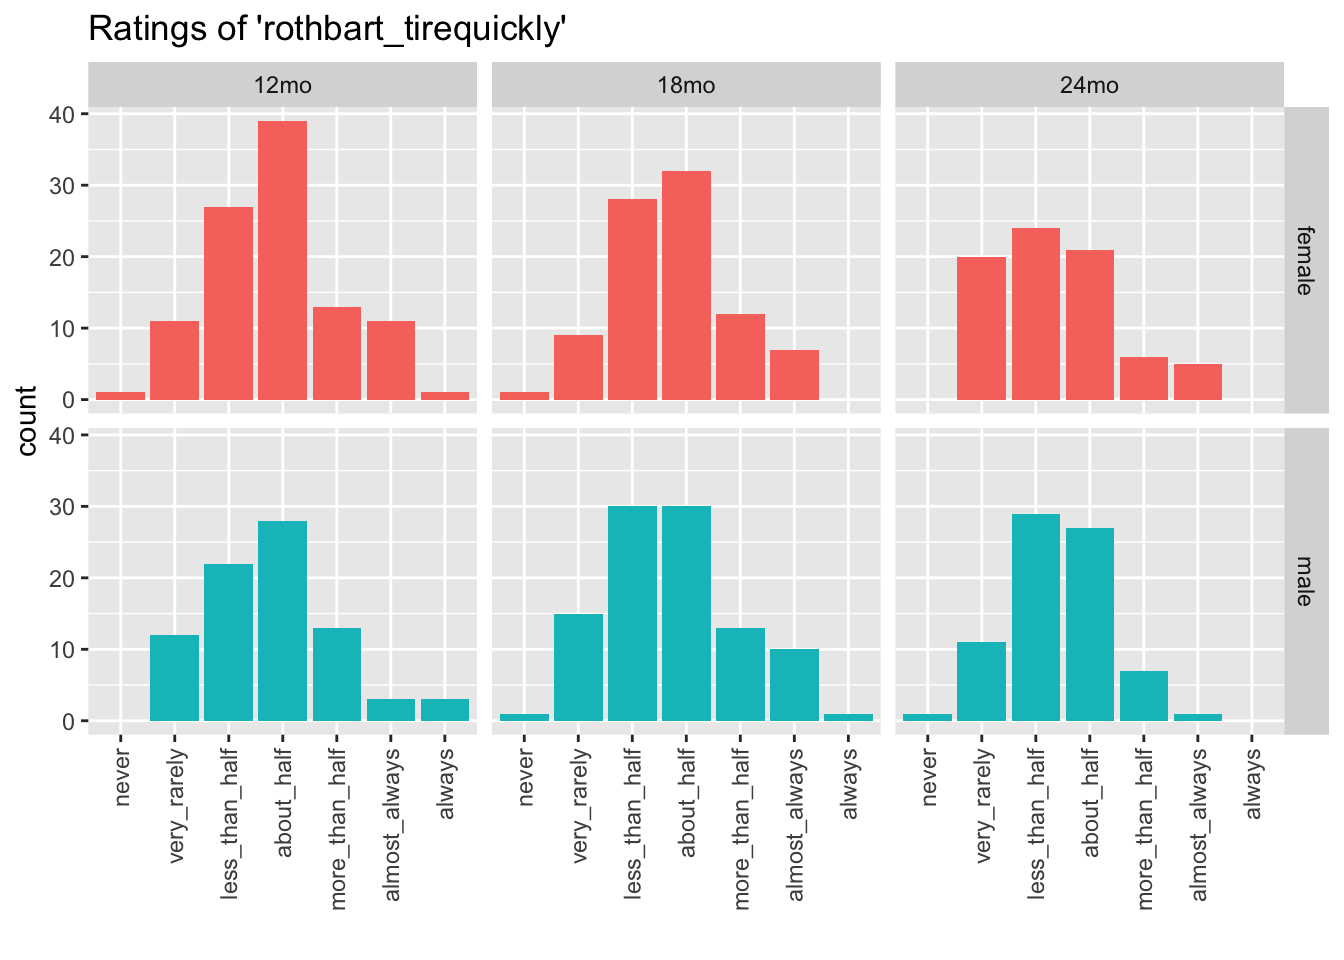 Ratings of 'rothbart_tirequickly'
12mo
18mo
24mo
count
40
30
20
10
0
female
40
30
20
10
0
male
never
very_rarely
less_than_half
about_half
more_than_half
almost_always
always
never
very_rarely
less_than_half
about_half
more_than_half
almost_always
always
never
very_rarely
less_than_half
about_half
more_than_half
almost_always
always